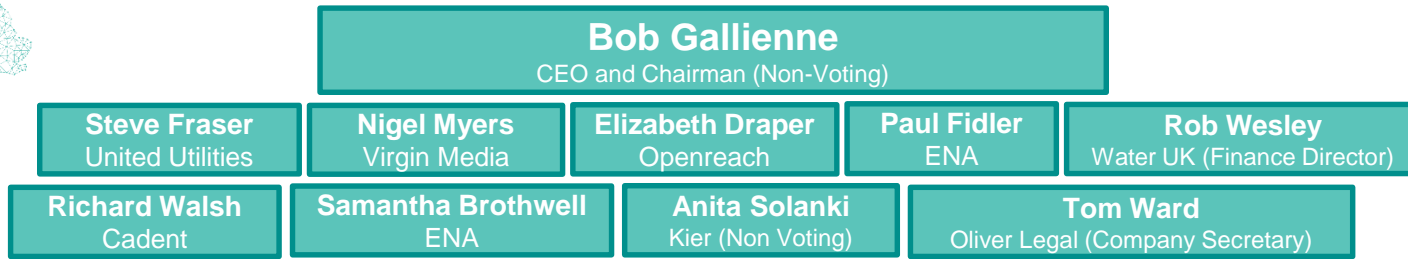 Bob Gallienne
CEO and Chairman (Non-Voting)
Steve Fraser
United Utilities
Nigel Myers
Virgin Media
Elizabeth Draper
Openreach
Paul Fidler
ENA
Rob Wesley
Water UK (Finance Director)
Richard Walsh
Cadent
Samantha Brothwell
ENA
Anita Solanki
Kier (Non Voting)
Tom Ward
Oliver Legal (Company Secretary)